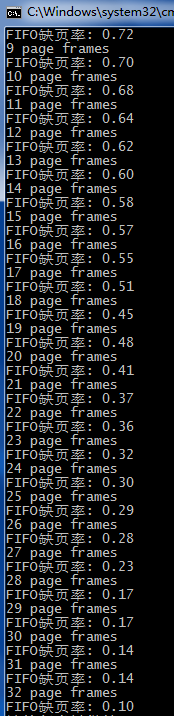 C:\Windows\system32\cm
FIFO缺页率: 0.72
9 page frames
FIFO缺页率: 0.70
10 page frames
FIFO缺页率: 0.68
11 page frames
FIFO缺页率: 0.64
12 page frames
FIFO缺页率: 0.62
13 page frames
FIFO缺页率: 0.60
14 page frames
FIFO缺页率: 0.58
15 page frames
FIFO缺页率: 0.57
16 page frames
FIFO缺页率: 0.55
17 page frames
FIFO缺页率: 0.51
18 page frames
FIFO缺页率: 0.45
19 page frames
FIFO缺页率: 0.48
20 page frames
FIFO缺页率: 0.41
21 page frames
FIFO缺页率: 0.37
22 page frames
FIFO缺页率: 0.36
23 page frames
FIFO缺页率: 0.32
24 page frames
FIFO缺页率: 0.30
25 page frames
FIFO缺页率: 0.29
26 page frames
FIFO缺页率: 0.28
27 page frames
FIFO缺页率: 0.23
28 page frames
FIFO缺页率: 0.17
29 page frames
FIFO缺页率: 0.17
30 page frames
FIFO缺页率: 0.14
31 page frames
FIFO缺页率: 0.14
32 page frames
FIFO缺页率: 0.10